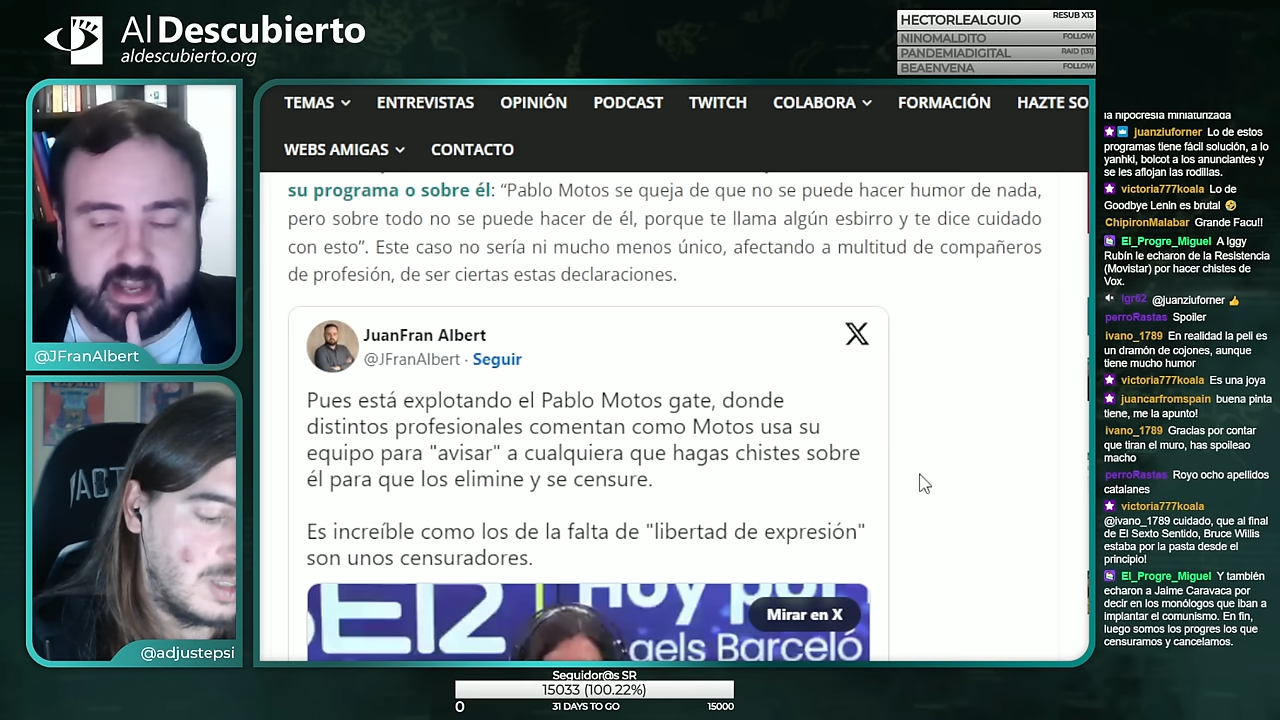 Al Descubierto
aldescubierto.org
HECTORLEALGUIO RESUB X13
NINOMALDITO FOLLOW
PANDEMIADIGITAL RAID (131)
BEAENVENA FOLLOW
TEMAS ENTREVISTAS OPINIÓN PODCAST TWITCH COLABORA FORMACIÓN HAZTE SO
WEBS AMIGAS CONTACTO
su programa o sobre él: “Pablo Motos se queja de que no se puede hacer humor de nada,
pero sobre todo no se puede hacer de él, porque te llama algún esbirro y te dice cuidado
con esto”. Este caso no sería ni mucho menos único, afectando a multitud de compañeros
de profesión, de ser ciertas estas declaraciones.
JuanFran Albert
@JFranAlbert · Seguir
Pues está explotando el Pablo Motos gate, donde
distintos profesionales comentan como Motos usa su
equipo para "avisar" a cualquiera que hagas chistes sobre
él para que los elimine y se censure.
Es increíble como los de la falta de "libertad de expresión"
son unos censuradores.
Hoy por
Mirar en X
gels Barceló
@JFranAlbert
ACT
@adjustepsi
la hipocresía miniaturizada
juanziuforner Lo de estos
programas tiene fácil solución, a lo
yanhki, bolcot a los anunciantes y
se les aflojan las rodillas.
victoria777koala Lo de
Goodbye Lenin es brutal 🤣
ChipironMalabar Grande Facu!!
El_Progre_Miguel A Iggy
Rubín le echaron de la Resistencia
(Movistar) por hacer chistes de
Vox.
igr62 @juanziuforner 👍
perroRastas Spoiler
ivano_1789 En realidad la peli es
un dramón de cojones, aunque
tiene mucho humor
victoria777koala Es una joya
juancarfromspain buena pinta
tiene, me la apunto!
ivano_1789 Gracias por contar
que tiran el muro, has spoileao
macho
perroRastas Royo ocho apellidos
catalanes
victoria777koala
@ivano_1789 cuidado, que al final
de El Sexto Sentido, Bruce Willis
estaba por la pasta desde el
principio!
El_Progre_Miguel Y también
echaron a Jaime Caravaca por
decir en los monólogos que iban a
implantar el comunismo. En fin,
luego somos los progres los que
censuramos y cancelamos.
Seguidor@s SR
15033 (100.22%)
0 31 DAYS TO GO 15000